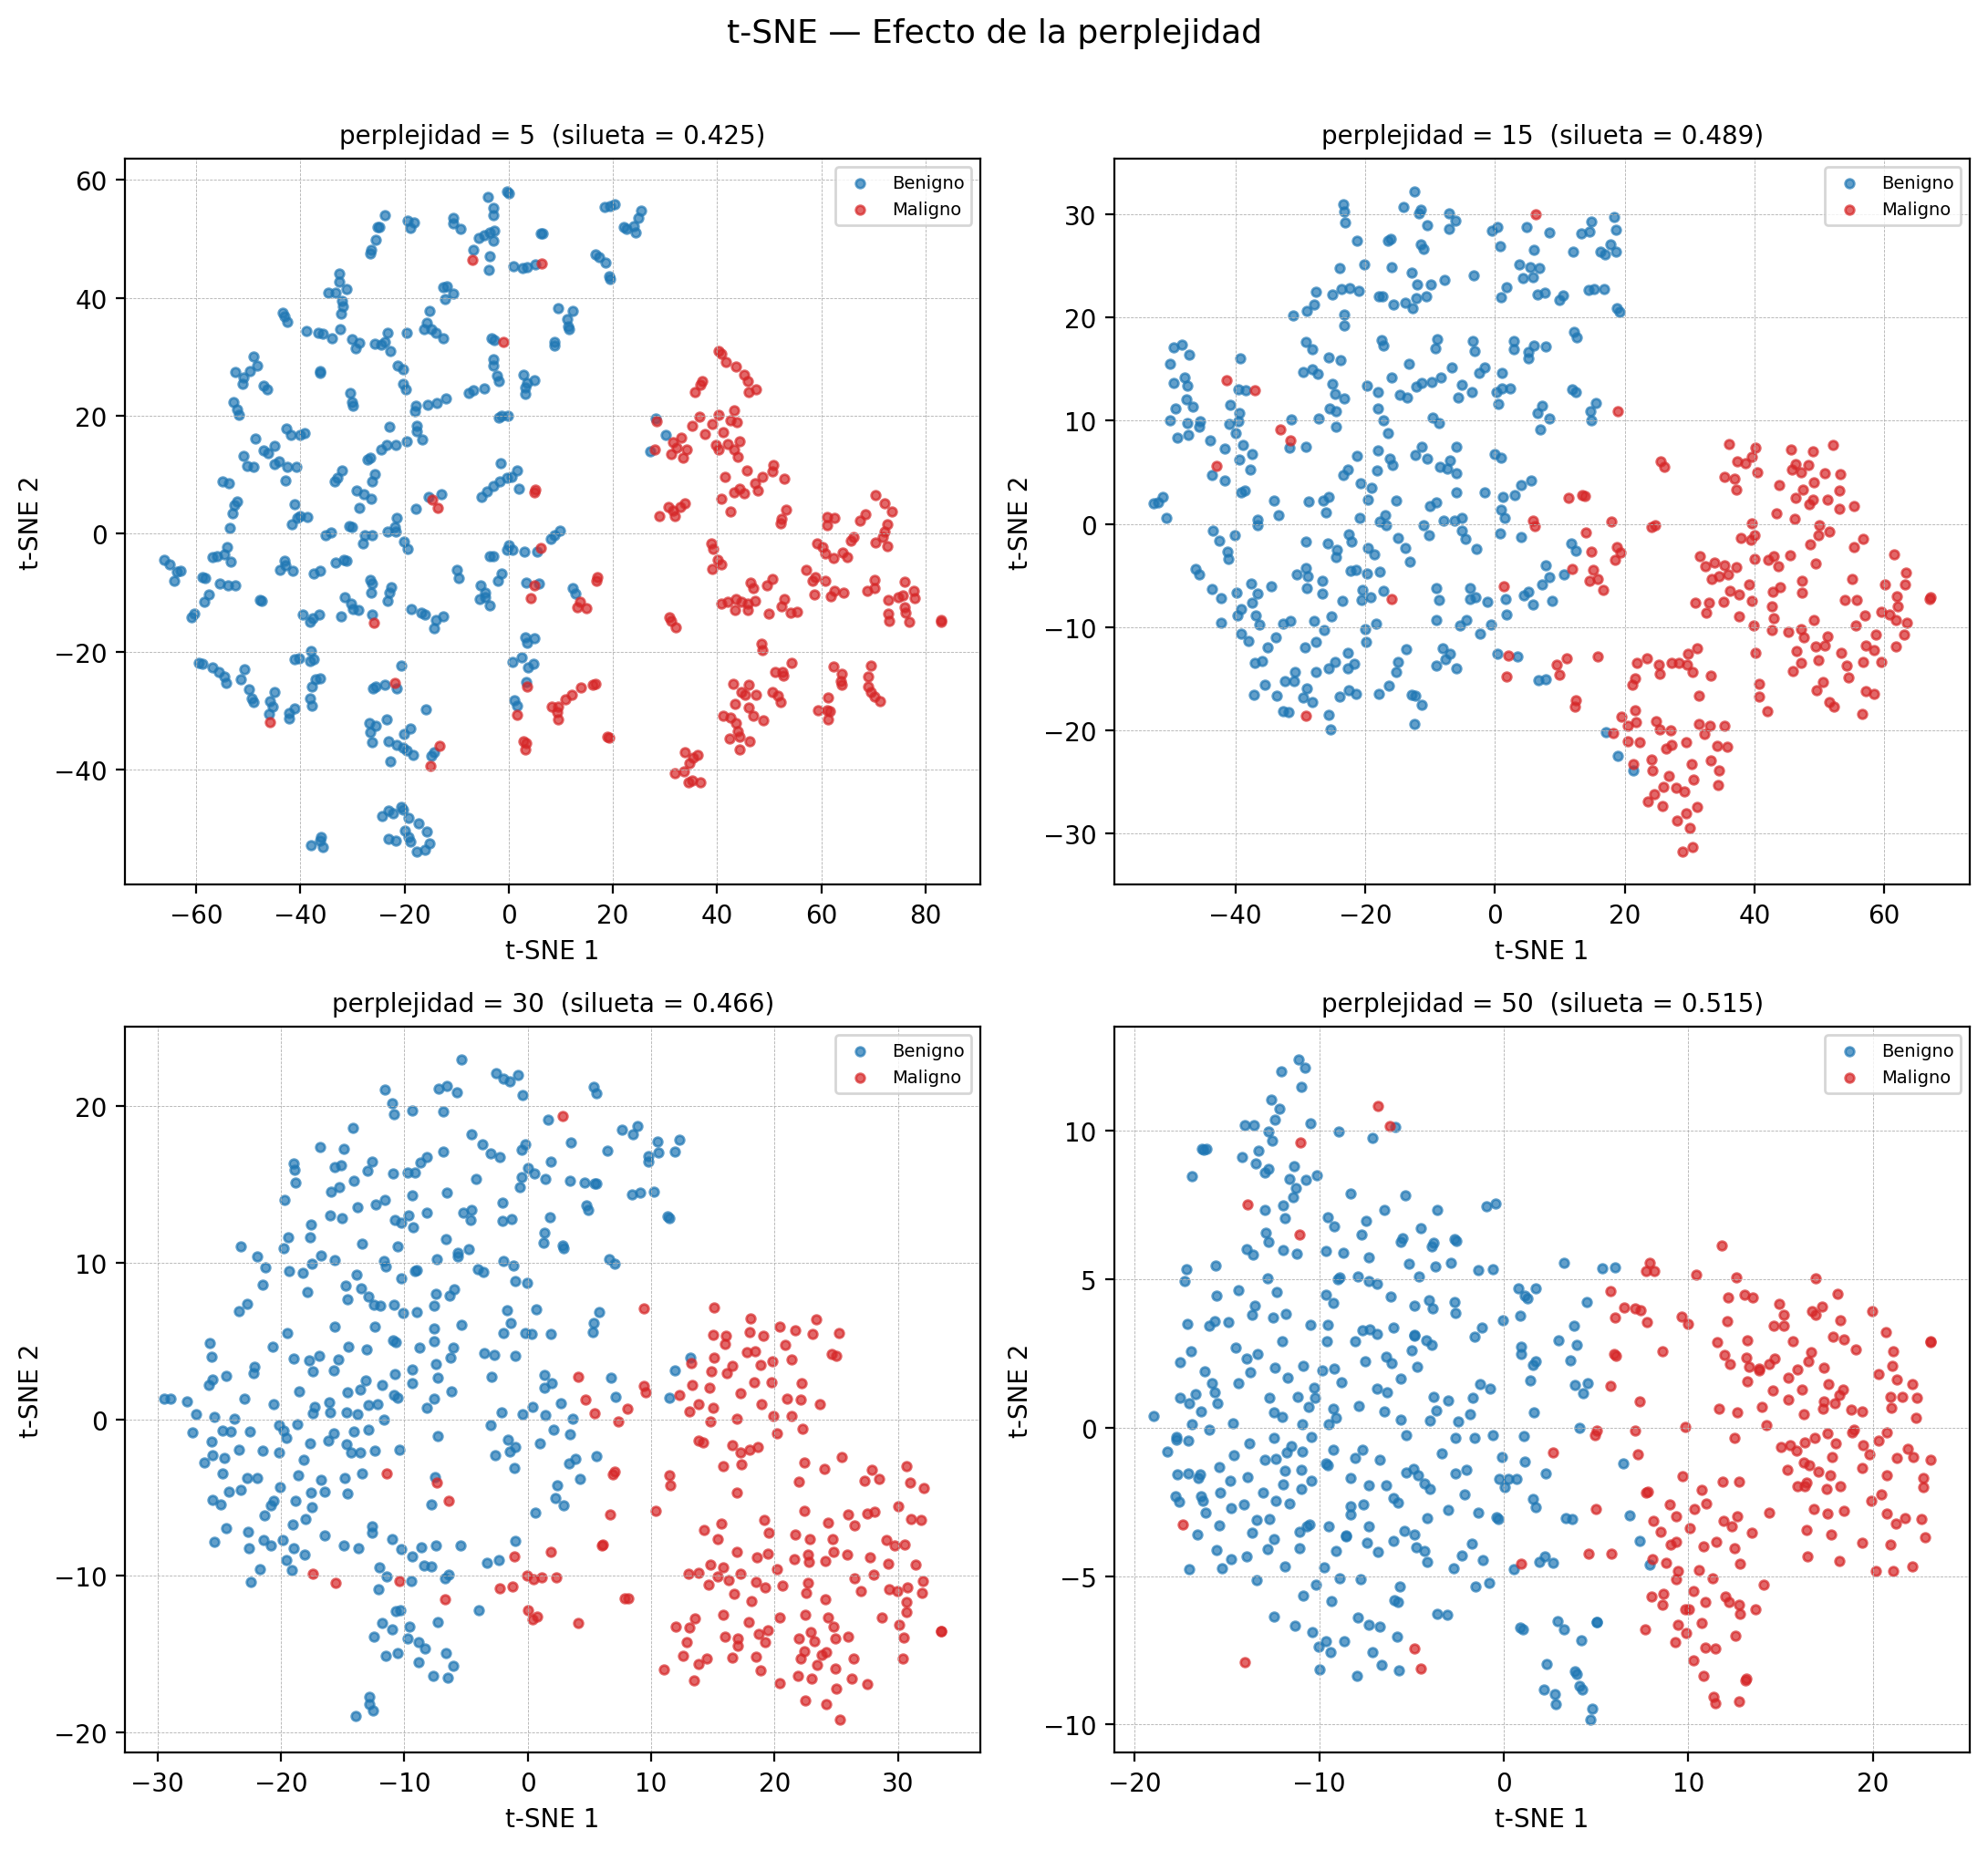 t-SNE — Efecto de la perplejidad
perplejidad = 5  (silueta = 0.425)
Benigno
Maligno
60
40
20
0
−20
−40
t-SNE 2
−60 −40 −20 0 20 40 60 80
t-SNE 1
perplejidad = 15  (silueta = 0.489)
Benigno
Maligno
30
20
10
0
−10
−20
−30
t-SNE 2
−40 −20 0 20 40 60
t-SNE 1
perplejidad = 30  (silueta = 0.466)
Benigno
Maligno
20
10
0
−10
−20
t-SNE 2
−30 −20 −10 0 10 20 30
t-SNE 1
perplejidad = 50  (silueta = 0.515)
Benigno
Maligno
10
5
0
−5
−10
t-SNE 2
−20 −10 0 10 20
t-SNE 1